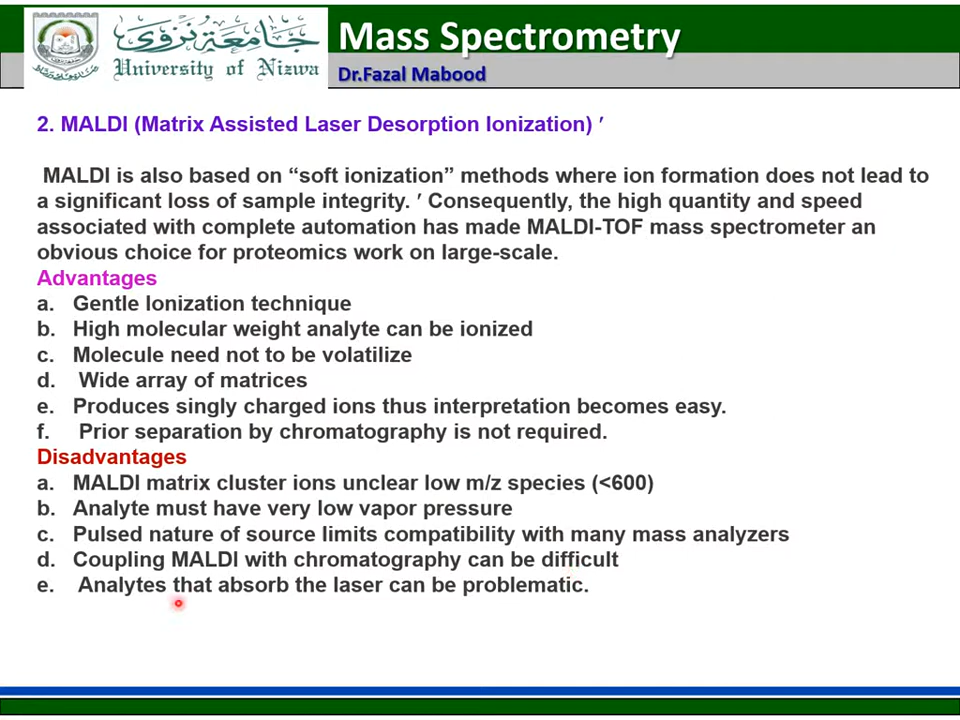 جامعة نزوى
University of Nizwa
Mass Spectrometry
Dr.Fazal Mabood
2. MALDI (Matrix Assisted Laser Desorption Ionization) ′
MALDI is also based on “soft ionization” methods where ion formation does not lead to
a significant loss of sample integrity. ′ Consequently, the high quantity and speed
associated with complete automation has made MALDI-TOF mass spectrometer an
obvious choice for proteomics work on large-scale.
Advantages
a. Gentle Ionization technique
b. High molecular weight analyte can be ionized
c. Molecule need not to be volatilize
d. Wide array of matrices
e. Produces singly charged ions thus interpretation becomes easy.
f. Prior separation by chromatography is not required.
Disadvantages
a. MALDI matrix cluster ions unclear low m/z species (<600)
b. Analyte must have very low vapor pressure
c. Pulsed nature of source limits compatibility with many mass analyzers
d. Coupling MALDI with chromatography can be difficult
e. Analytes that absorb the laser can be problematic.